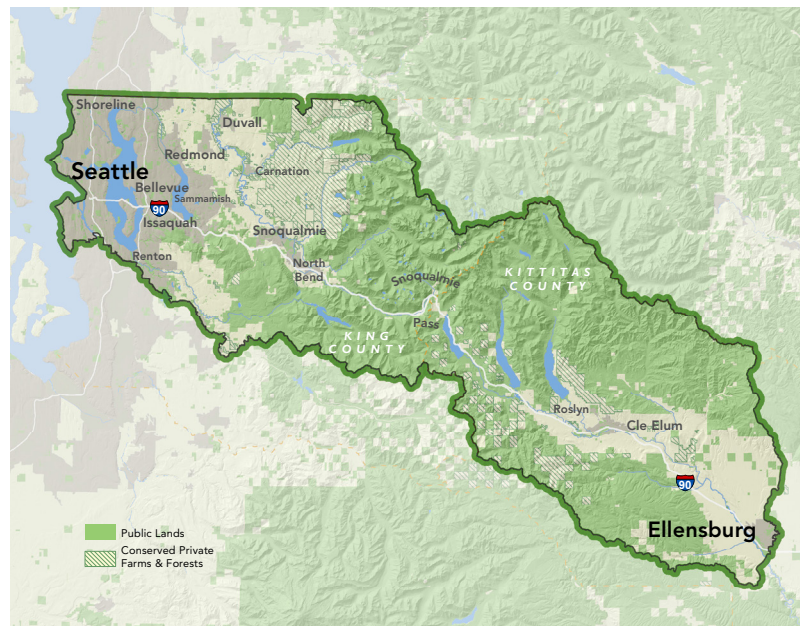 Shoreline
Duvall
Redmond
Seattle
Carnation
Bellevue
Sammamish
90
Issaquah
Snoqualmie
Renton
North
Bend
Snoqualmie
Pass
KITTITAS
COUNTY
KING
COUNTY
Roslyn
Cle Elum
90
Ellensburg
Public Lands
Conserved Private
Farms & Forests